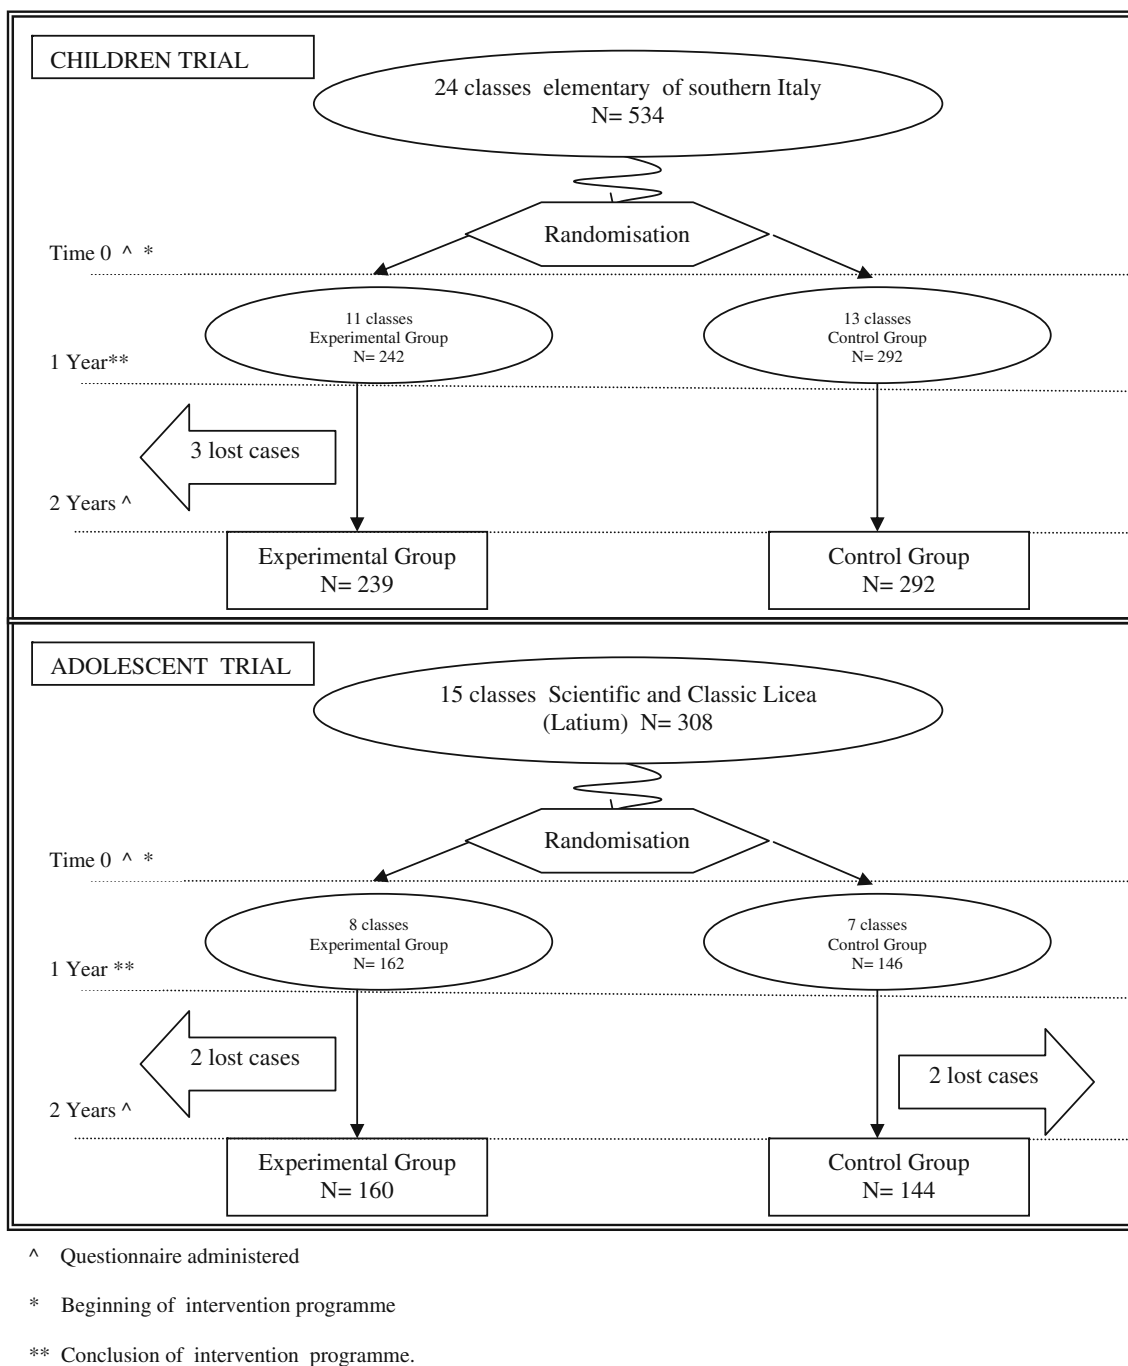 CHILDREN TRIAL
24 classes elementary of southern Italy
N= 534
Randomisation
Time 0 ^ *
11 classes
Experimental Group
N= 242
13 classes
Control Group
N= 292
1 Year**
3 lost cases
2 Years ^
Experimental Group
N= 239
Control Group
N= 292
ADOLESCENT TRIAL
15 classes Scientific and Classic Licea
(Latium) N= 308
Randomisation
Time 0 ^ *
8 classes
Experimental Group
N= 162
7 classes
Control Group
N= 146
1 Year **
2 lost cases
2 lost cases
2 Years ^
Experimental Group
N= 160
Control Group
N= 144
^ Questionnaire administered
* Beginning of intervention programme
** Conclusion of intervention programme.